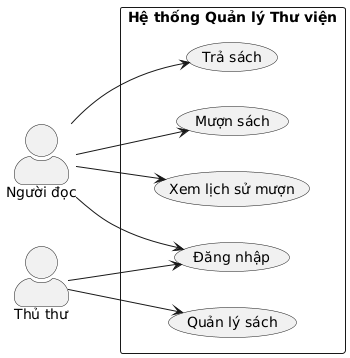 Hệ thống Quản lý Thư viện
Trả sách
Mượn sách
Người đọc
Xem lịch sử mượn
Đăng nhập
Thủ thư
Quản lý sách